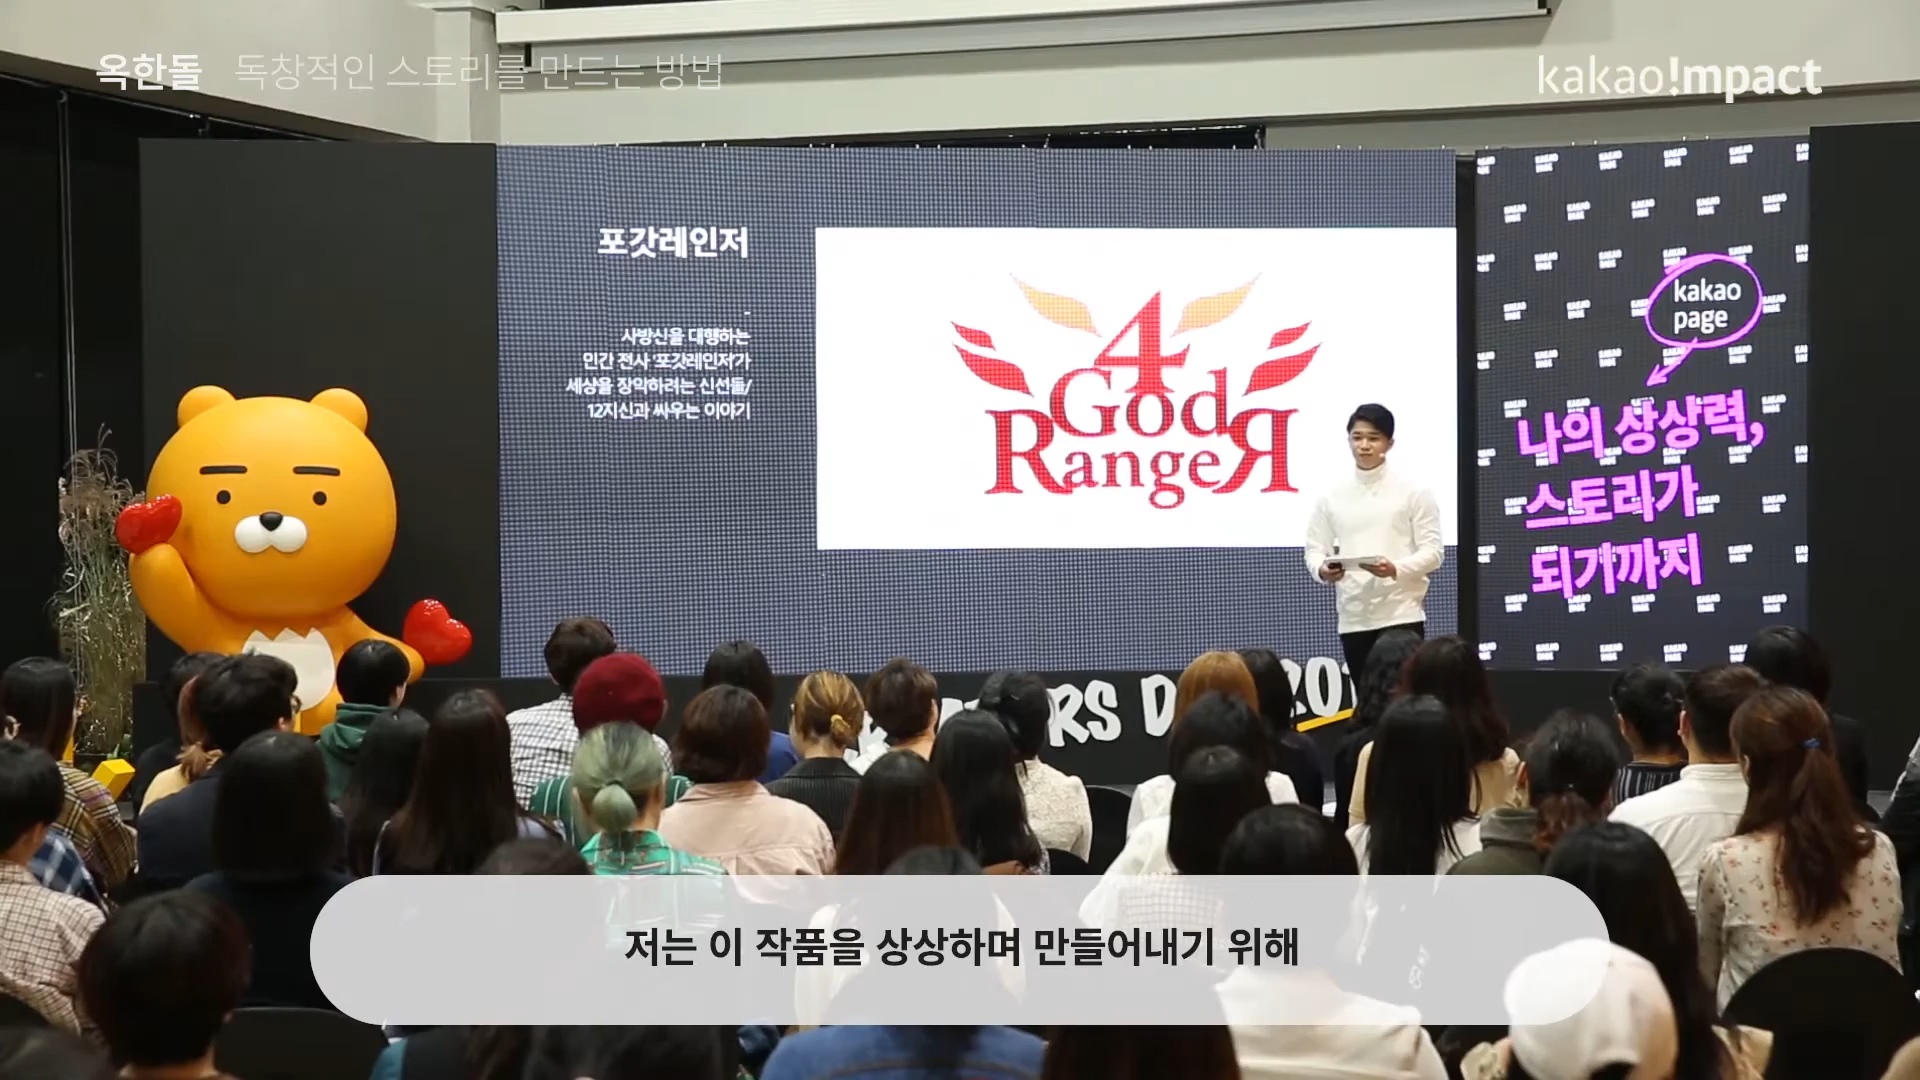 옥한돌 독창적인 스토리를 만드는 방법
kakao!mpact
포갓레인저
-
사방신을 대행하는
인간 전사 '포갓레인저'가
세상을 장악하려는 신선들/
12지신과 싸우는 이야기
4
God
RangeR
kakao
page
나의 상상력,
스토리가
되기까지
KAKAO
PAGE
저는 이 작품을 상상하며 만들어내기 위해